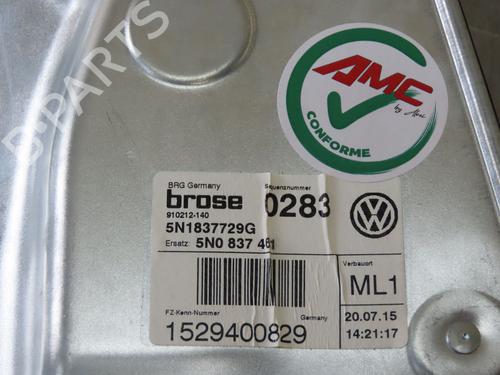 D-PARTS
AMC
by Alvic
CONFORME
BRG Germany
Sequenznummer
brose
0283
910212-140
5N1837729G
Ersatz: 5N0 837 461
Verbauort
ML1
FZ-Kenn-Nummer
Germany
20.07.15
1529400829
14:21:17